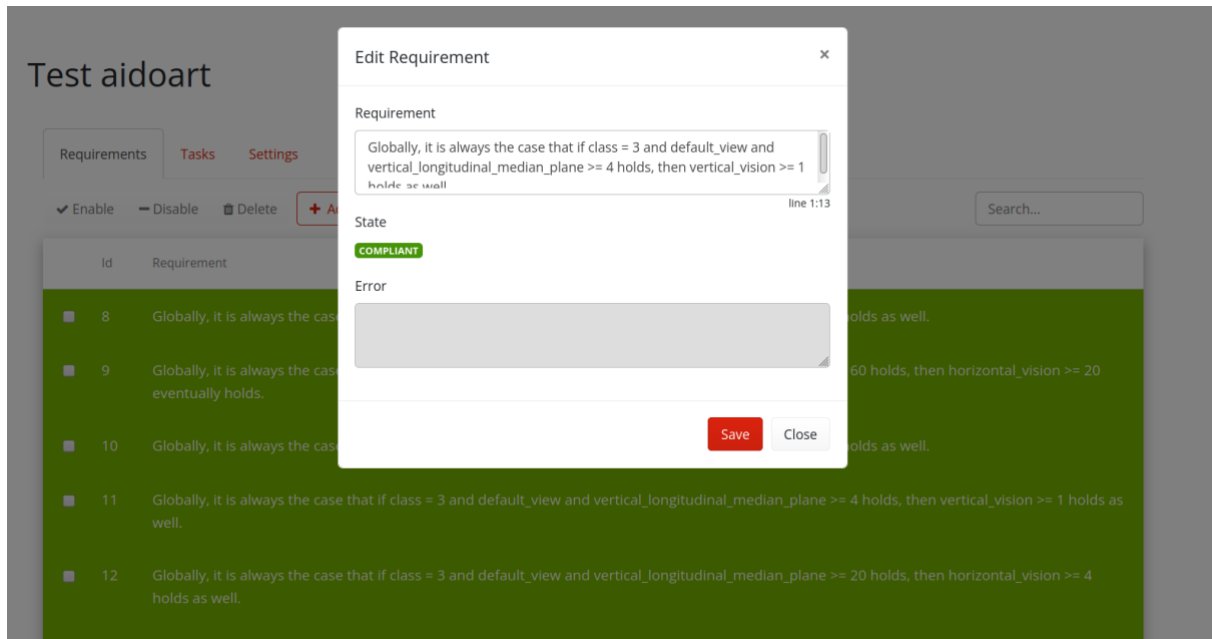 Test aidoart
Requirements Tasks Settings
Enable Disable Delete
Search...
Id Requirement
8 Globally, it is always the cas
olds as well.
9 Globally, it is always the cas
60 holds, then horizontal_vision >= 20
eventually holds.
10 Globally, it is always the cas
olds as well.
11 Globally, it is always the case that if class = 3 and default_view and vertical_longitudinal_median_plane >= 4 holds, then vertical_vision >= 1 holds as
well.
12 Globally, it is always the case that if class = 3 and default_view and vertical_longitudinal_median_plane >= 20 holds, then horizontal_vision >= 4
holds as well.
Edit Requirement ×
Requirement
Globally, it is always the case that if class = 3 and default_view and
vertical_longitudinal_median_plane >= 4 holds, then vertical_vision >= 1
holds as well
line 1:13
State
COMPLIANT
Error
Save Close